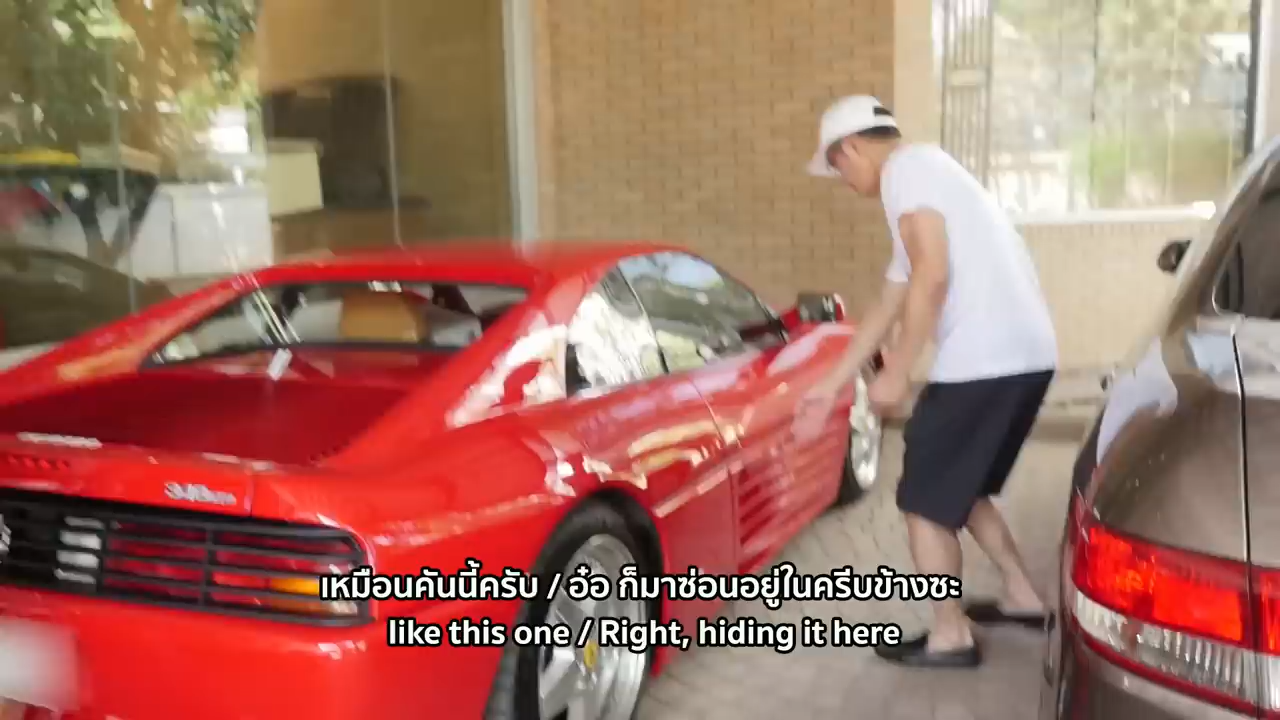 เหมือนคันนี้ครับ / อ๋อ ก็มาซ่อนอยู่ในครีบข้างซะ
like this one / Right, hiding it here